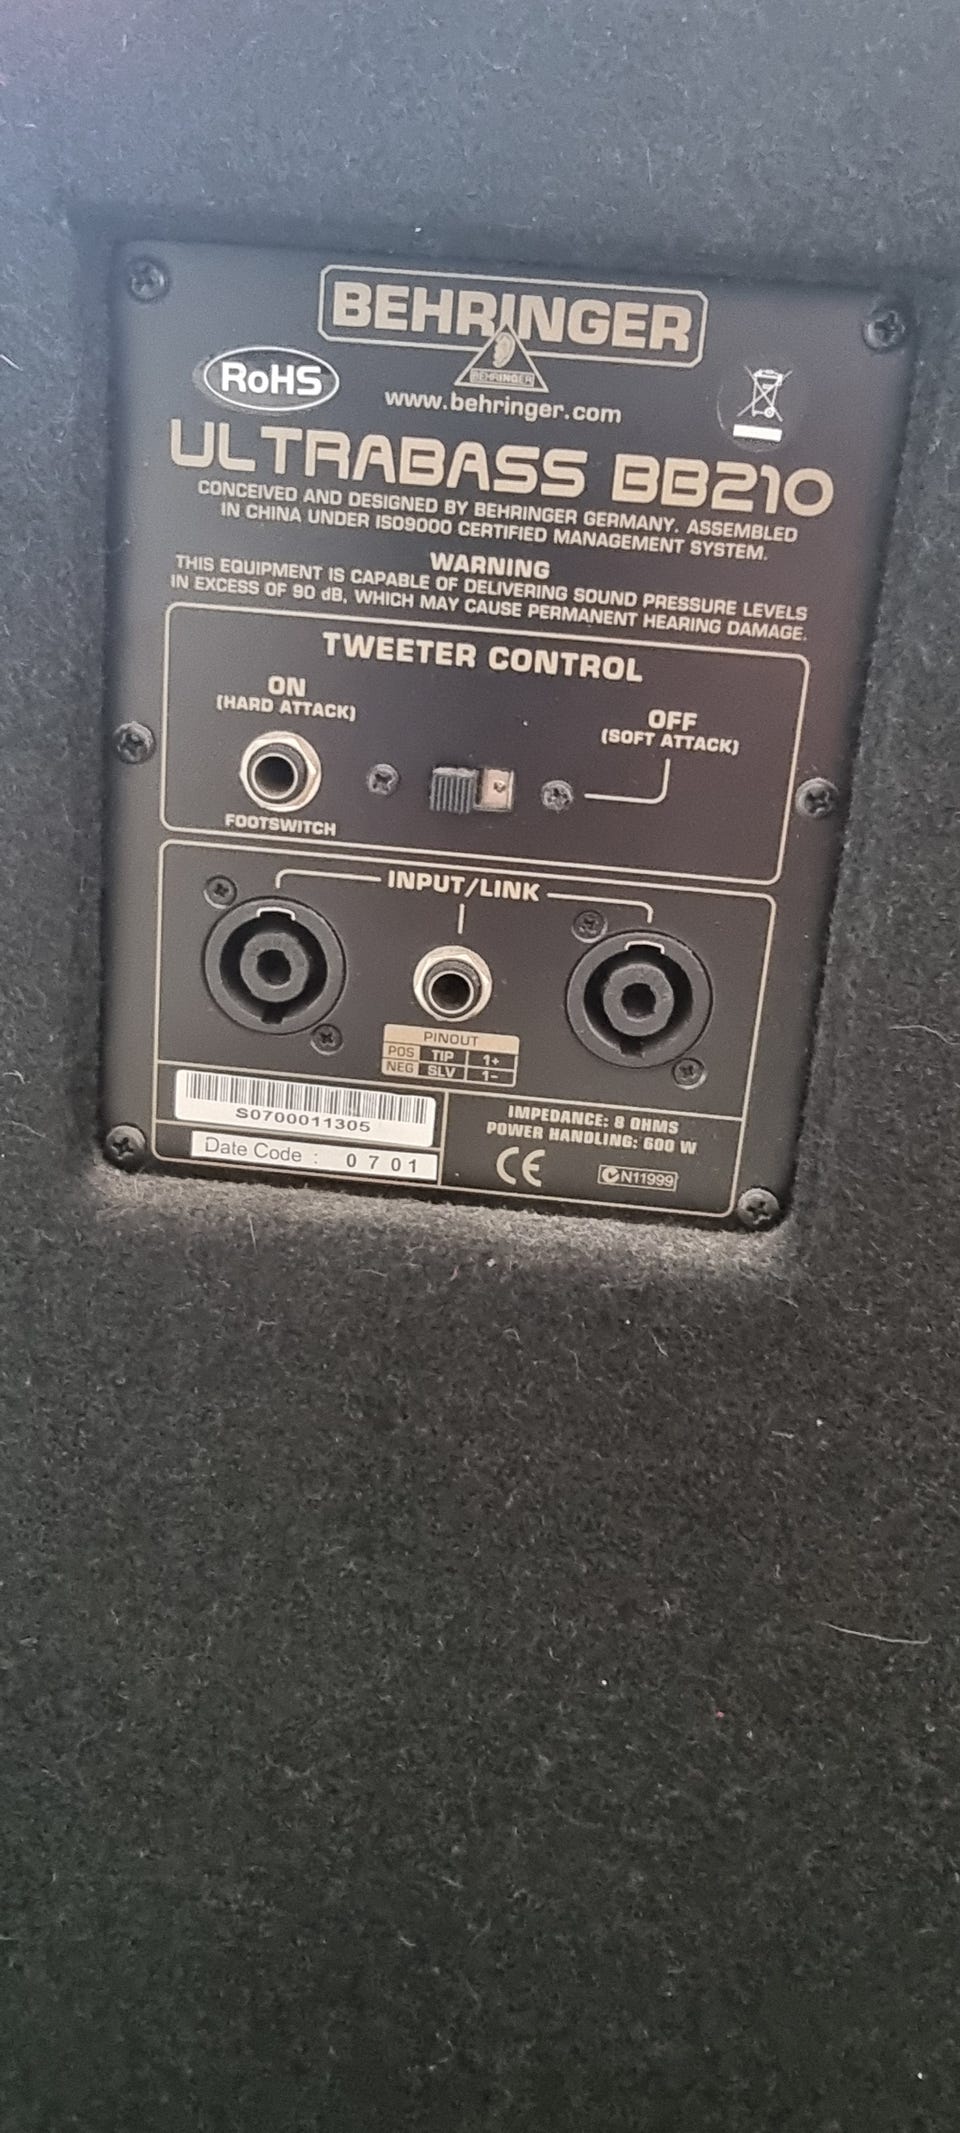 BEHRINGER
BEHRINGER
RoHS
www.behringer.com
ULTRABASS BB210
CONCEIVED AND DESIGNED BY BEHRINGER GERMANY. ASSEMBLED
IN CHINA UNDER ISO9000 CERTIFIED MANAGEMENT SYSTEM.
WARNING
THIS EQUIPMENT IS CAPABLE OF DELIVERING SOUND PRESSURE LEVELS
IN EXCESS OF 90 dB, WHICH MAY CAUSE PERMANENT HEARING DAMAGE.
TWEETER CONTROL
ON
(HARD ATTACK)
OFF
(SOFT ATTACK)
FOOTSWITCH
INPUT/LINK
PINOUT
POS TIP 1+
NEG SLV 1-
S0700011305
Date Code : 0701
IMPEDANCE: 8 OHMS
POWER HANDLING: 600 W
CE
N11999